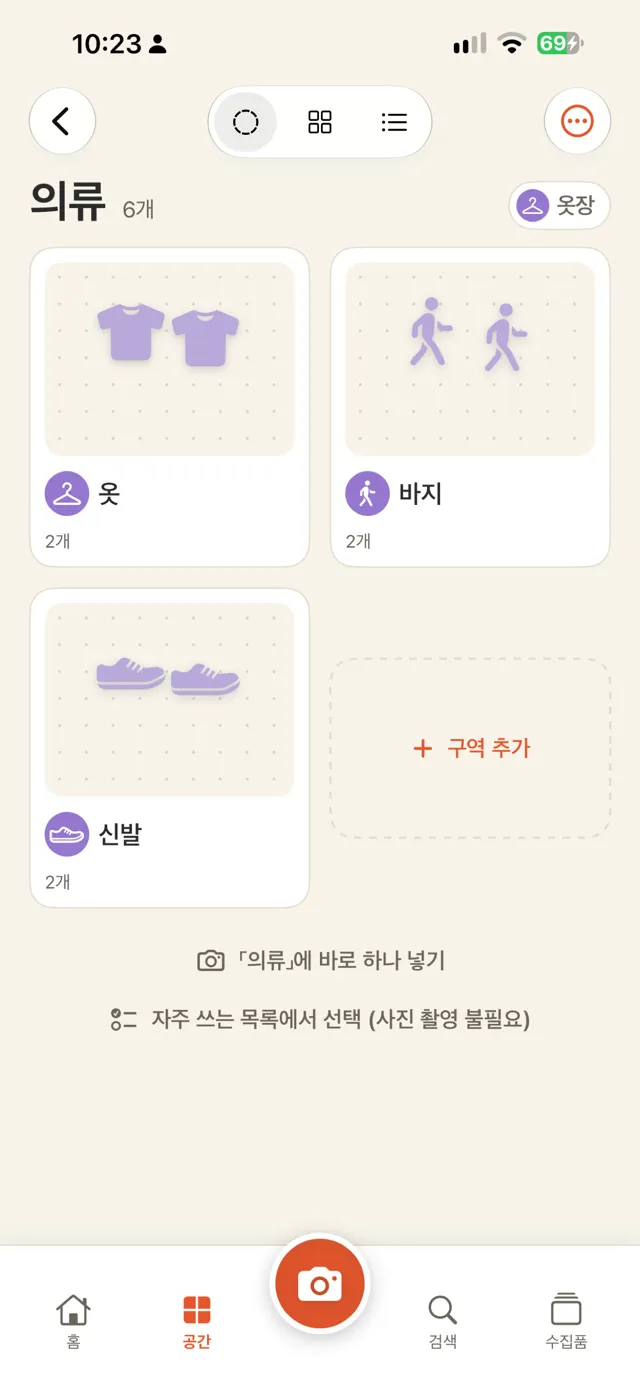 10:23
69
의류 6개
옷장
옷
2개
바지
2개
신발
2개
구역 추가
「의류」에 바로 하나 넣기
자주 쓰는 목록에서 선택 (사진 촬영 불필요)
홈
공간
검색
수집품